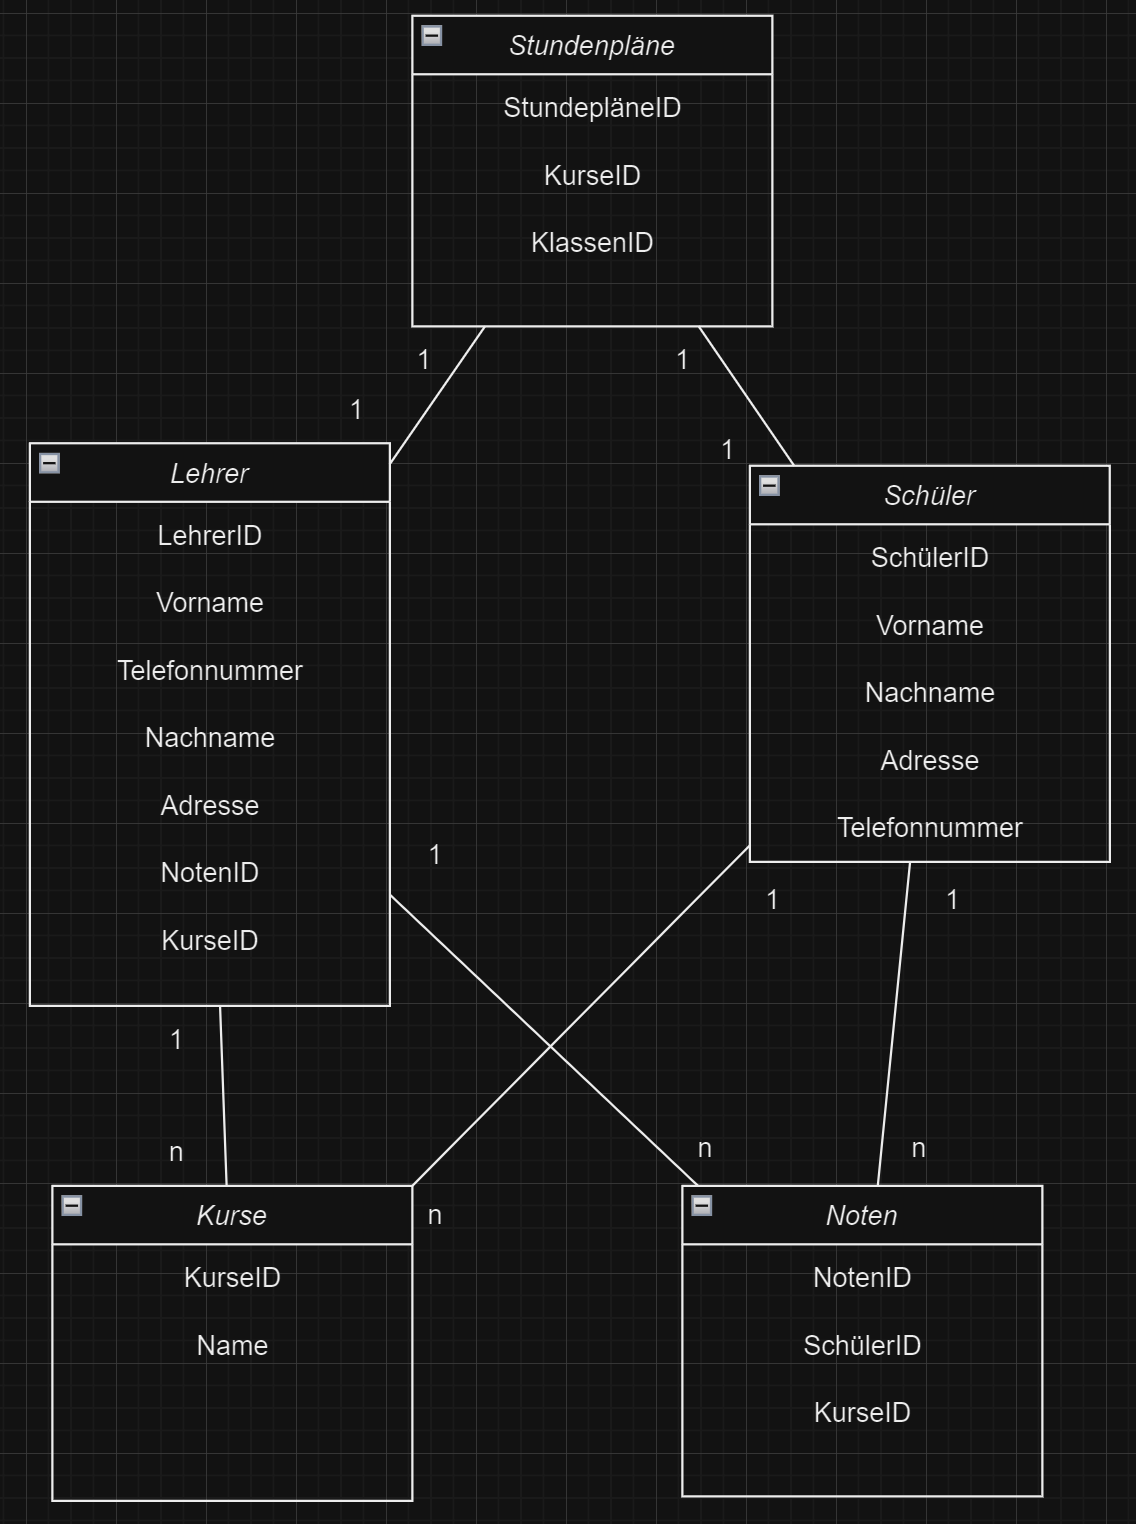 Stundenpläne
StundepläneID
KurseID
KlassenID
1
1
1
1
Lehrer
LehrerID
Vorname
Telefonnummer
Nachname
Adresse
NotenID
KurseID
Schüler
SchülerID
Vorname
Nachname
Adresse
Telefonnummer
1
1
1
1
n
n
n
n
Kurse
KurseID
Name
Noten
NotenID
SchülerID
KurseID